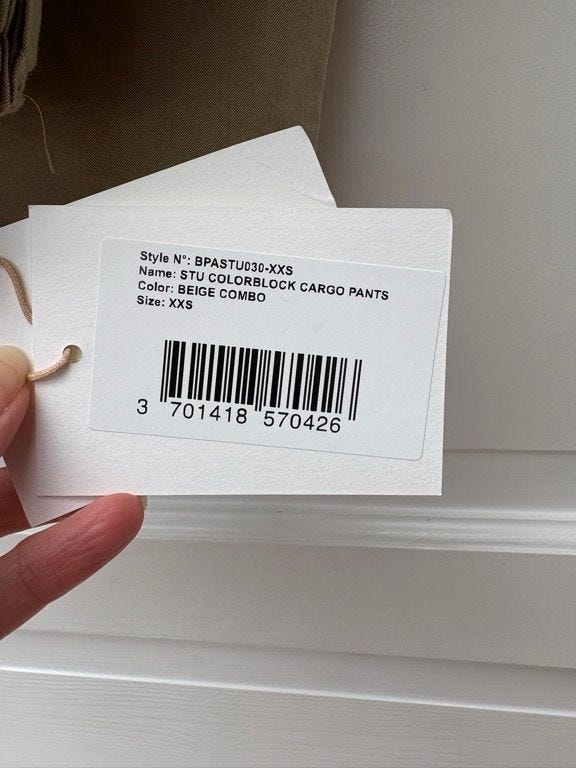 Style N°: BPASTU030-XXS
Name: STU COLORBLOCK CARGO PANTS
Color: BEIGE COMBO
Size: XXS
3 701418 570426